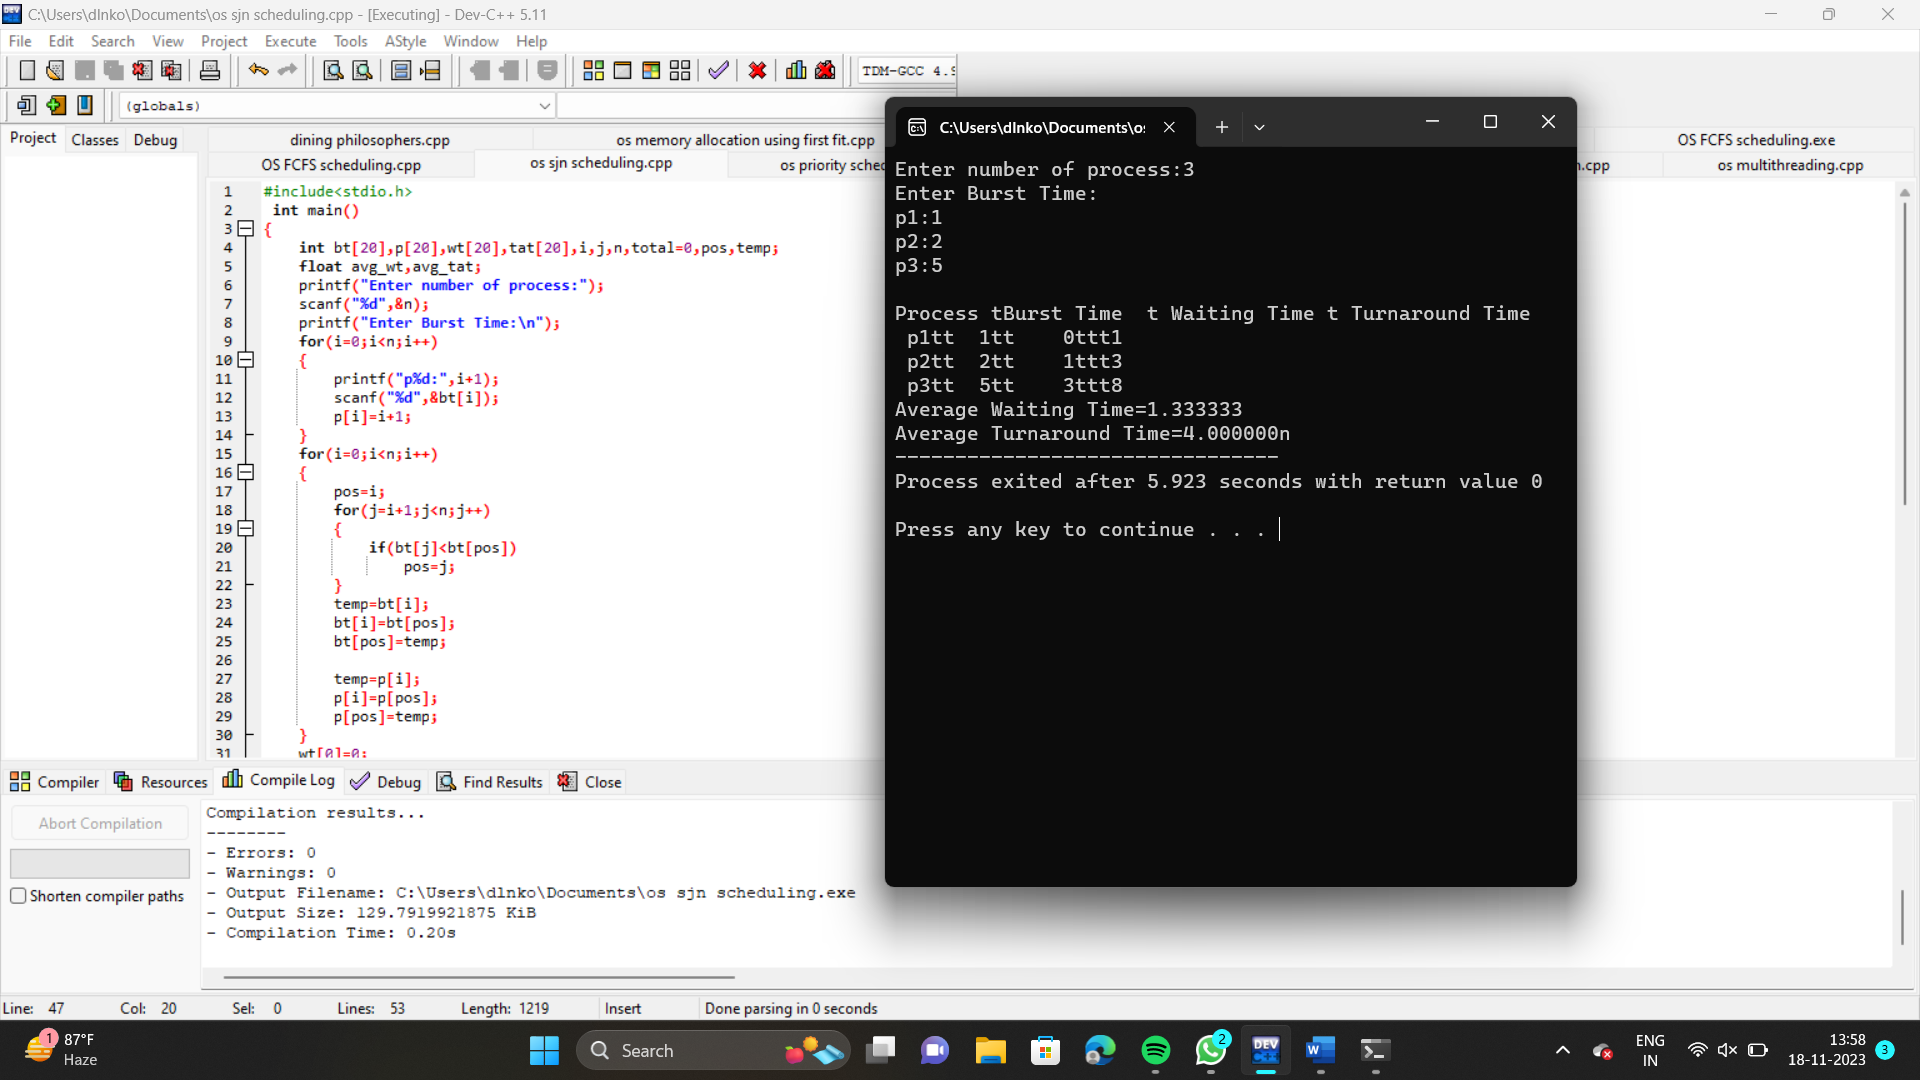 C:\Users\dlnko\Documents\os sjn scheduling.cpp - [Executing] - Dev-C++ 5.11
File Edit Search View Project Execute Tools AStyle Window Help
TDM-GCC 4.9
(globals)
Project Classes Debug
dining philosophers.cpp os memory allocation using first fit.cpp OS FCFS scheduling.exe
OS FCFS scheduling.cpp os sjn scheduling.cpp os priority sched n.cpp os multithreading.cpp
1 #include<stdio.h>
2 int main()
3 {
4 int bt[20],p[20],wt[20],tat[20],i,j,n,total=0,pos,temp;
5 float avg_wt,avg_tat;
6 printf("Enter number of process:");
7 scanf("%d",&n);
8 printf("Enter Burst Time:\n");
9 for(i=0;i<n;i++)
10 {
11 printf("p%d:",i+1);
12 scanf("%d",&bt[i]);
13 p[i]=i+1;
14 }
15 for(i=0;i<n;i++)
16 {
17 pos=i;
18 for(j=i+1;j<n;j++)
19 {
20 if(bt[j]<bt[pos])
21 pos=j;
22 }
23 temp=bt[i];
24 bt[i]=bt[pos];
25 bt[pos]=temp;
26
27 temp=p[i];
28 p[i]=p[pos];
29 p[pos]=temp;
30 }
31 wt[0]=0;
C:\Users\dlnko\Documents\os
Enter number of process:3
Enter Burst Time:
p1:1
p2:2
p3:5
Process tBurst Time  t Waiting Time t Turnaround Time
p1tt 1tt 0ttt1
p2tt 2tt 1ttt3
p3tt 5tt 3ttt8
Average Waiting Time=1.333333
Average Turnaround Time=4.000000n
--------------------------------
Process exited after 5.923 seconds with return value 0
Press any key to continue . . .
Compiler Resources Compile Log Debug Find Results Close
Abort Compilation
Shorten compiler paths
Compilation results...
--------
- Errors: 0
- Warnings: 0
- Output Filename: C:\Users\dlnko\Documents\os sjn scheduling.exe
- Output Size: 129.7919921875 KiB
- Compilation Time: 0.20s
Line: 47 Col: 20 Sel: 0 Lines: 53 Length: 1219 Insert Done parsing in 0 seconds
1 87°F
Haze
Search
2
DEV C++
W
ENG
IN
13:58
18-11-2023
3